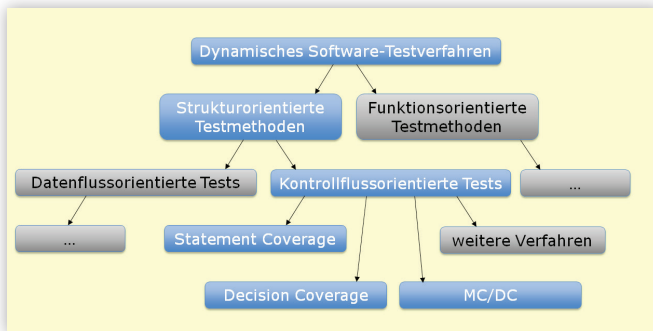 Dynamisches Software-Testverfahren
Strukturorientierte
Testmethoden
Funktionsorientierte
Testmethoden
Datenflussorientierte Tests
Kontrollflussorientierte Tests
...
...
Statement Coverage
weitere Verfahren
Decision Coverage
MC/DC